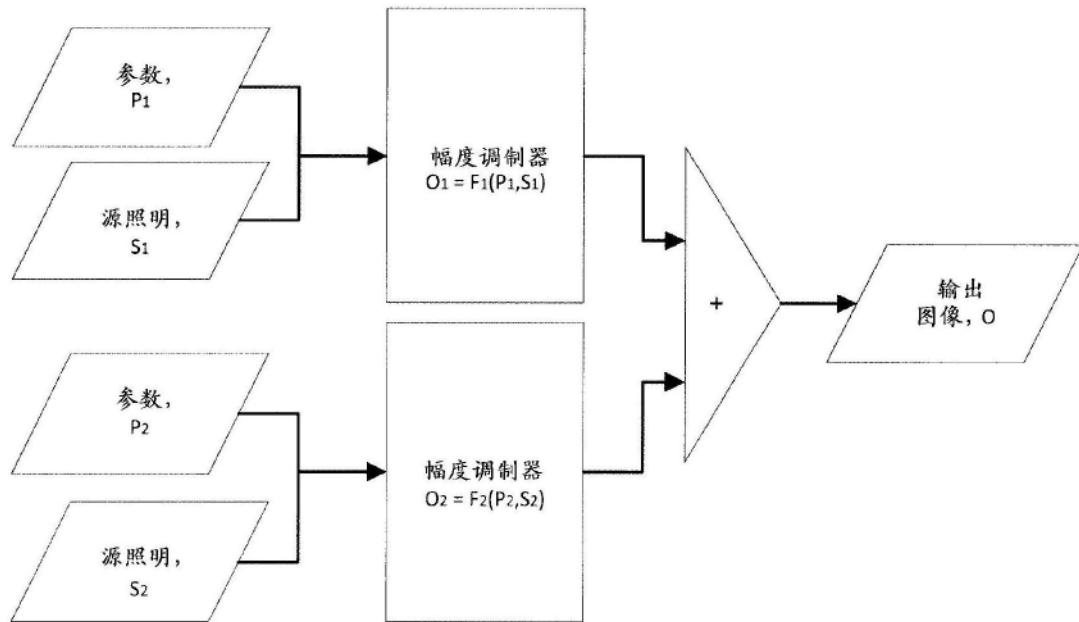 参数，
P1
源照明，
S1
幅度调制器
O1 = F1(P1,S1)
参数，
P2
源照明，
S2
幅度调制器
O2 = F2(P2,S2)
+
输出
图像，O